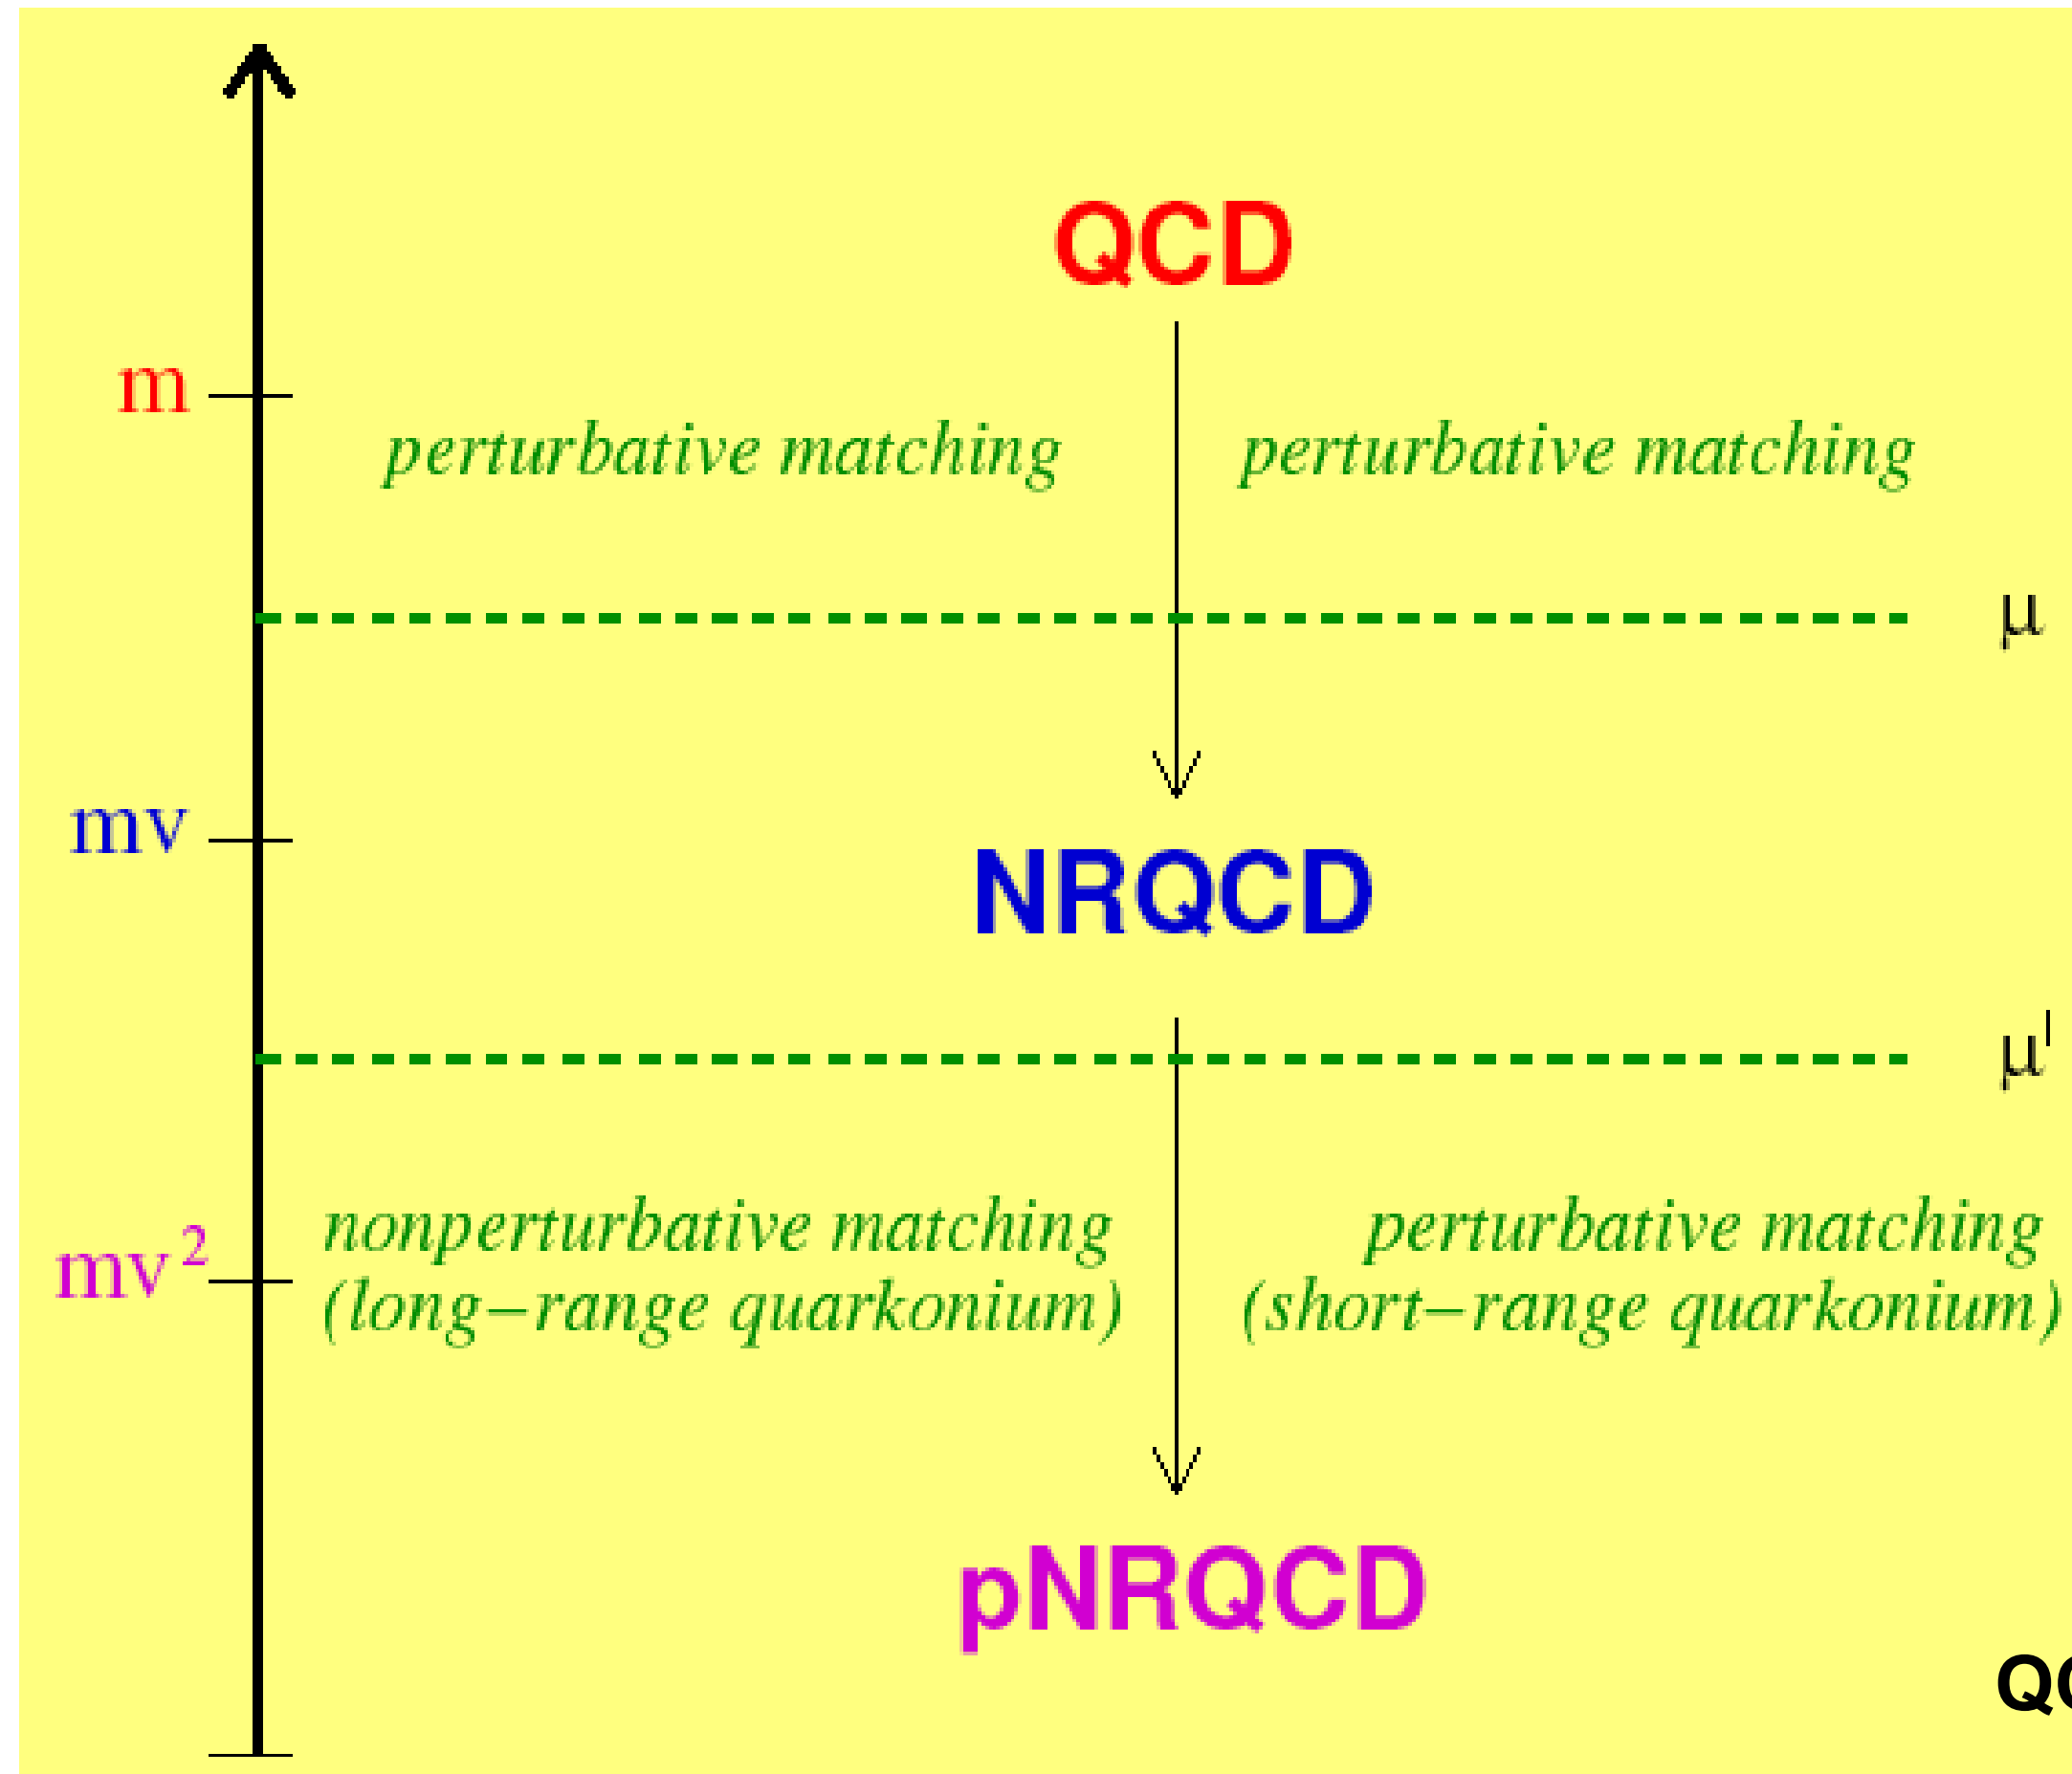 QCD
m
perturbative matching perturbative matching
μ
mv
NRQCD
μ'
nonperturbative matching perturbative matching
mv²
(long–range quarkonium) (short–range quarkonium)
pNRQCD